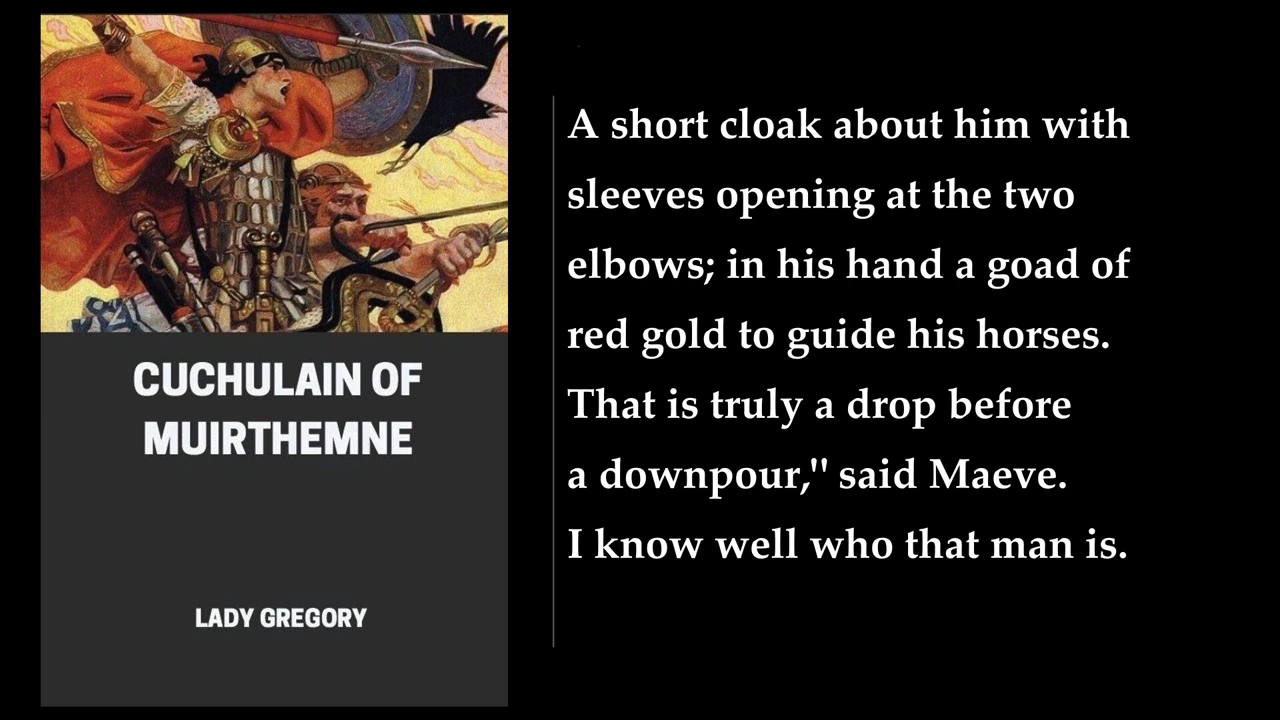 CUCHULAIN OF
MUIRTHEMNE
LADY GREGORY
A short cloak about him with
sleeves opening at the two
elbows; in his hand a goad of
red gold to guide his horses.
That is truly a drop before
a downpour," said Maeve.
I know well who that man is.